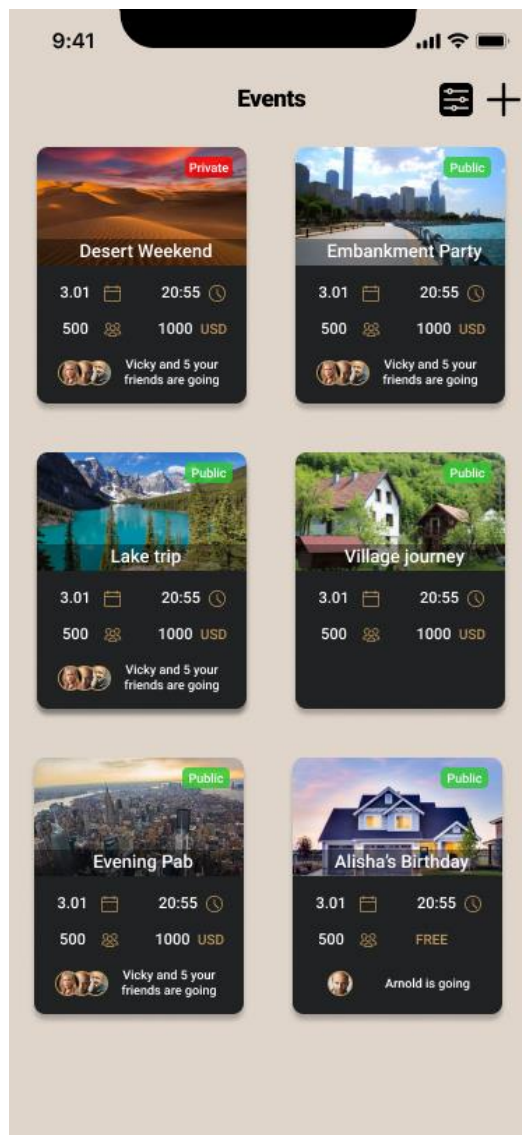 9:41
Events
Private
Desert Weekend
3.01 20:55
500 1000 USD
Vicky and 5 your
friends are going
Public
Embankment Party
3.01 20:55
500 1000 USD
Vicky and 5 your
friends are going
Public
Lake trip
3.01 20:55
500 1000 USD
Vicky and 5 your
friends are going
Public
Village journey
3.01 20:55
500 1000 USD
Public
Evening Pab
3.01 20:55
500 1000 USD
Vicky and 5 your
friends are going
Public
Alisha's Birthday
3.01 20:55
500 FREE
Arnold is going